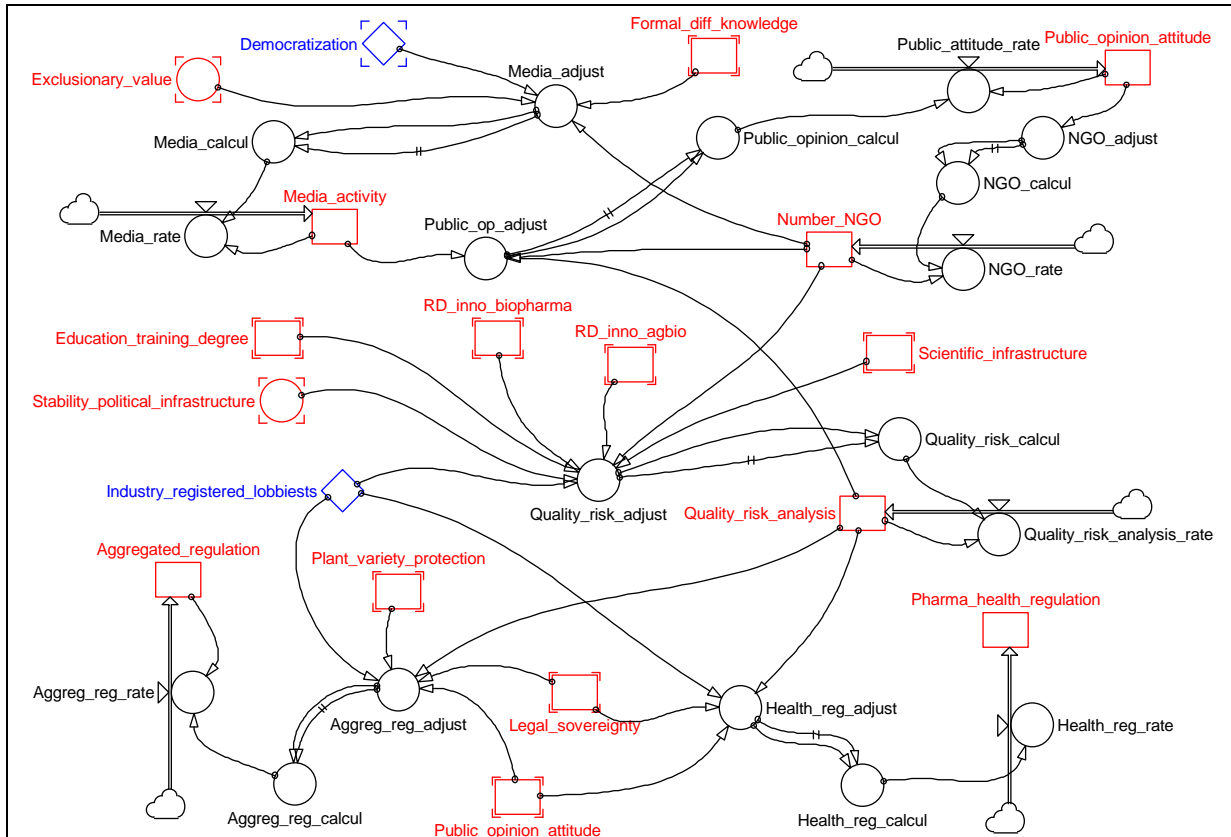 Formal_diff_knowledge
Democratization
Public_attitude_rate
Public_opinion_attitude
Exclusionary_value
Media_adjust
Media_calcul
Public_opinion_calcul
NGO_adjust
NGO_calcul
Media_activity
Public_op_adjust
Number_NGO
Media_rate
NGO_rate
RD_inno_biopharma
Education_training_degree
RD_inno_agbio
Scientific_infrastructure
Stability_political_infrastructure
Quality_risk_calcul
Industry_registered_lobbiests
Quality_risk_adjust
Quality_risk_analysis
Quality_risk_analysis_rate
Aggregated_regulation
Plant_variety_protection
Pharma_health_regulation
Aggreg_reg_rate
Aggreg_reg_adjust
Legal_sovereignty
Health_reg_adjust
Health_reg_rate
Aggreg_reg_calcul
Public_opinion_attitude
Health_reg_calcul